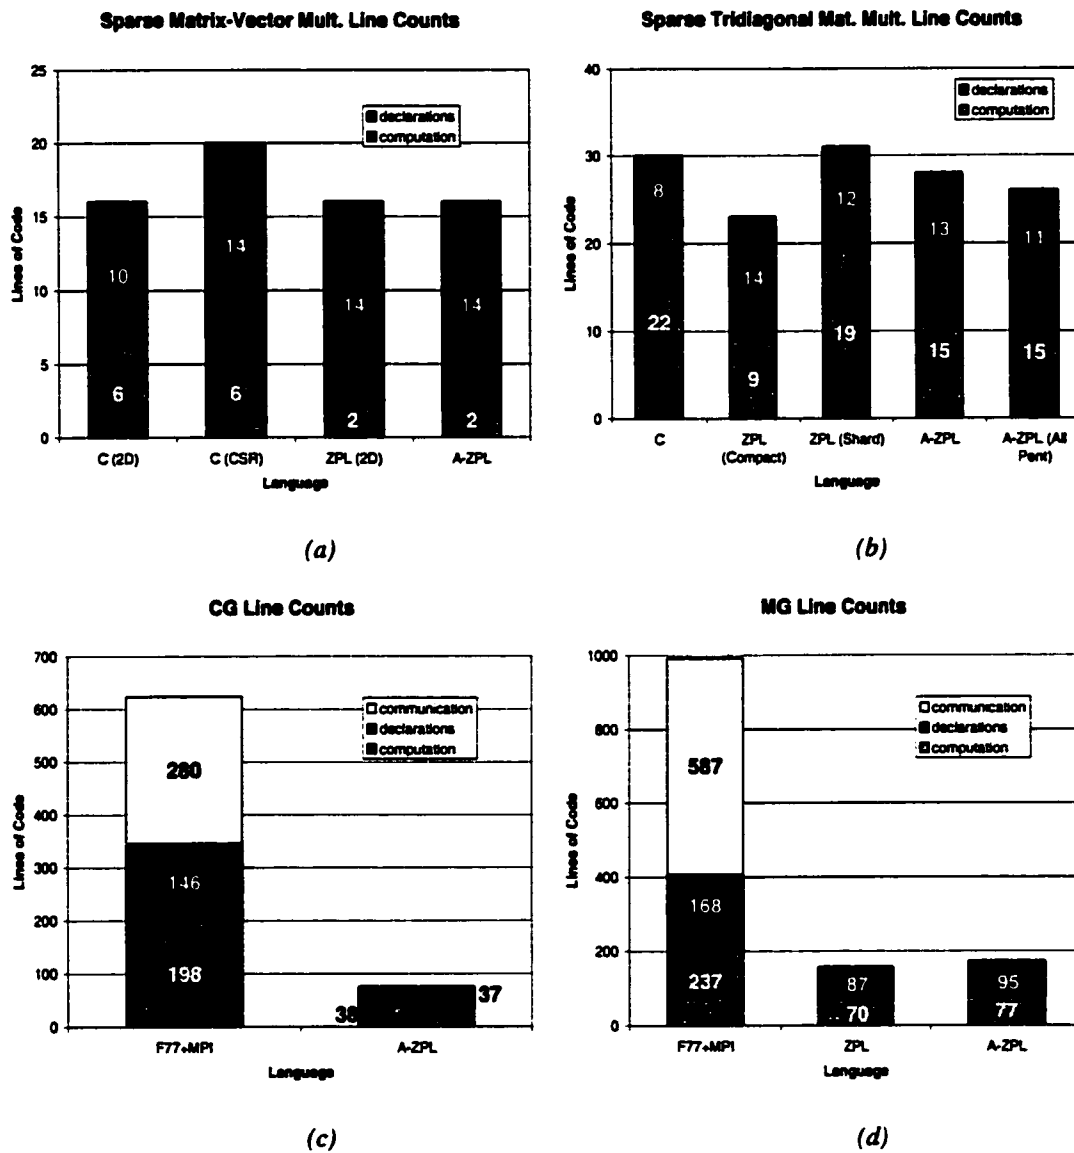 Sparse Matrix-Vector Mult. Line Counts
25
20
15
10
5
0
Lines of Code
declarations
computation
10
6
14
6
14
2
14
2
C (2D)
C (CSR)
ZPL (2D)
A-ZPL
Language
(a)
Sparse Tridiagonal Mat. Mult. Line Counts
40
30
20
10
0
Lines of Code
declarations
computation
8
22
14
9
12
19
13
15
11
15
C
ZPL (Compact)
ZPL (Shard)
A-ZPL
A-ZPL (All Pent)
Language
(b)
CG Line Counts
700
600
500
400
300
200
100
0
Lines of Code
communication
declarations
computation
280
146
198
38
37
F77+MPI
A-ZPL
Language
(c)
MG Line Counts
1000
800
600
400
200
0
Lines of Code
communication
declarations
computation
587
168
237
87
70
95
77
F77+MPI
ZPL
A-ZPL
Language
(d)